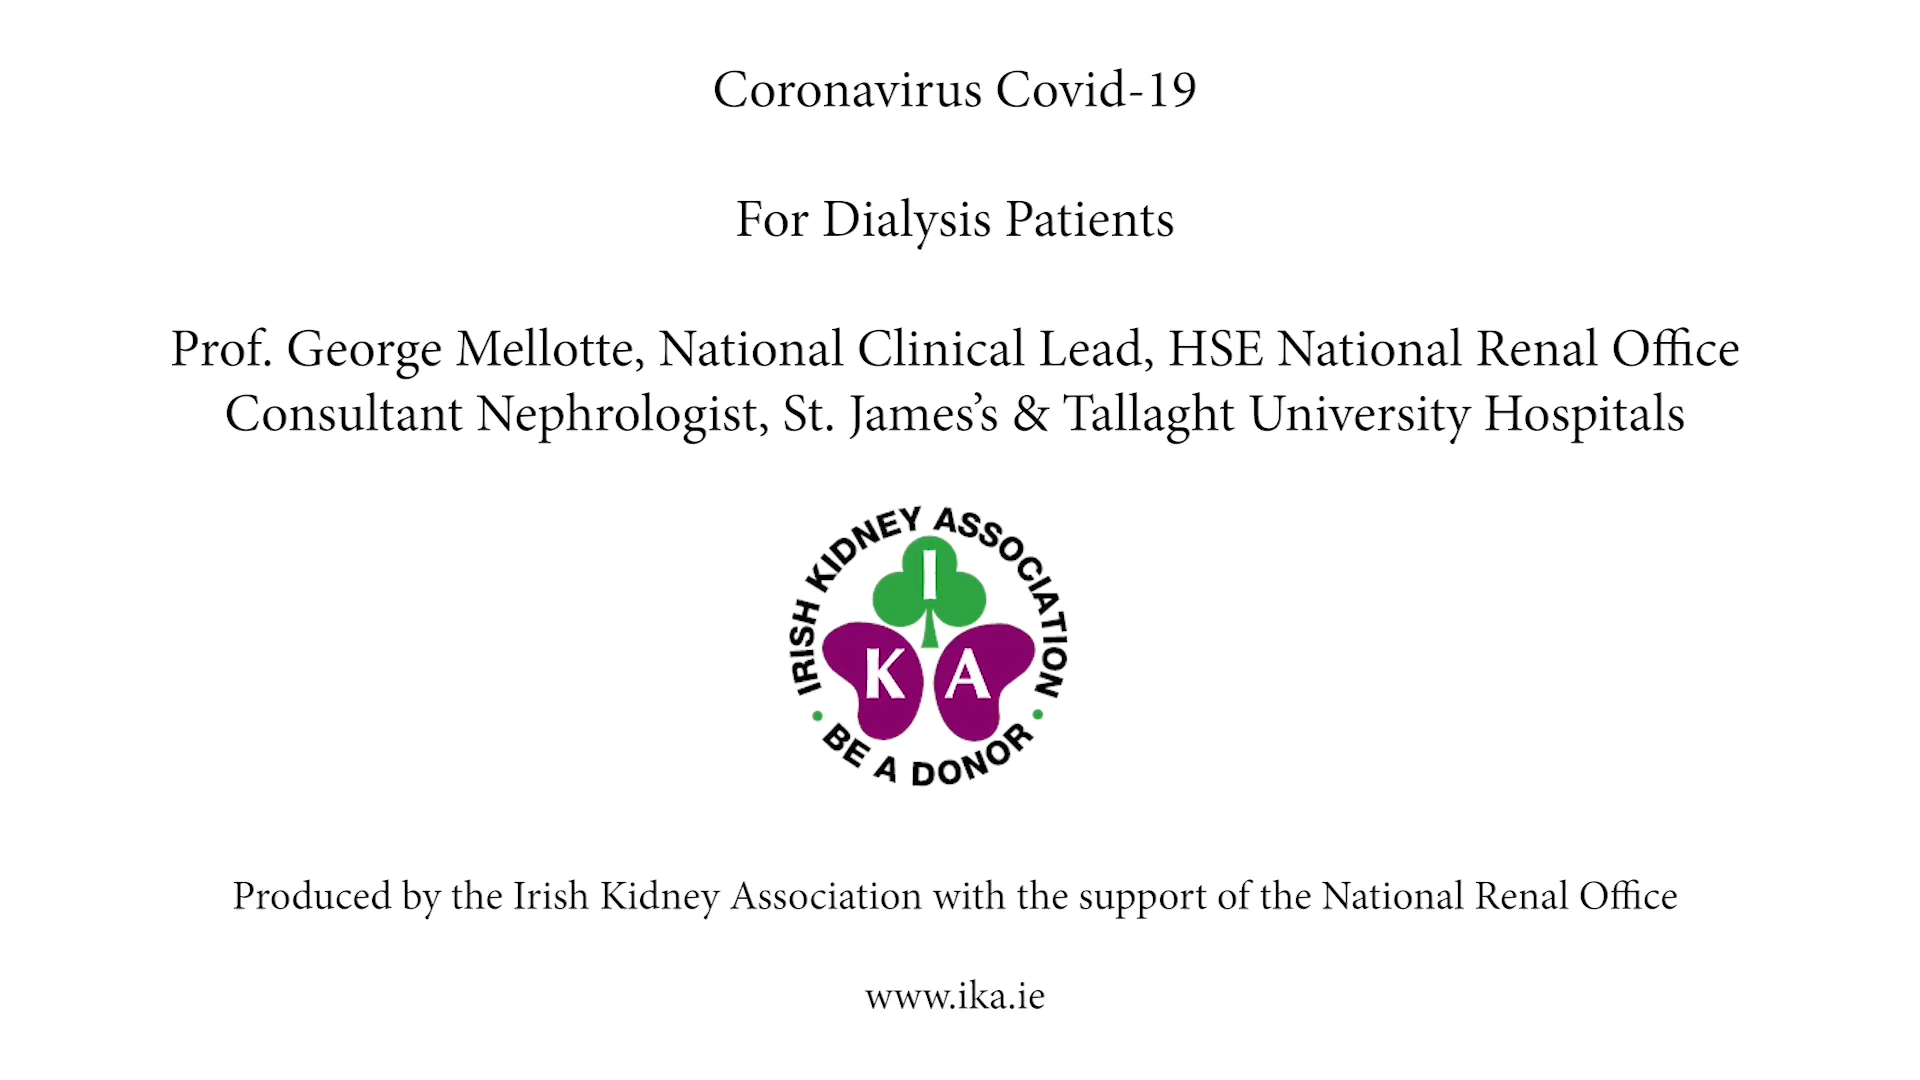 Coronavirus Covid-19
For Dialysis Patients
Prof. George Mellotte, National Clinical Lead, HSE National Renal Office
Consultant Nephrologist, St. James’s & Tallaght University Hospitals
IRISH KIDNEY ASSOCIATION
I
K A
• BE A DONOR •
Produced by the Irish Kidney Association with the support of the National Renal Office
www.ika.ie